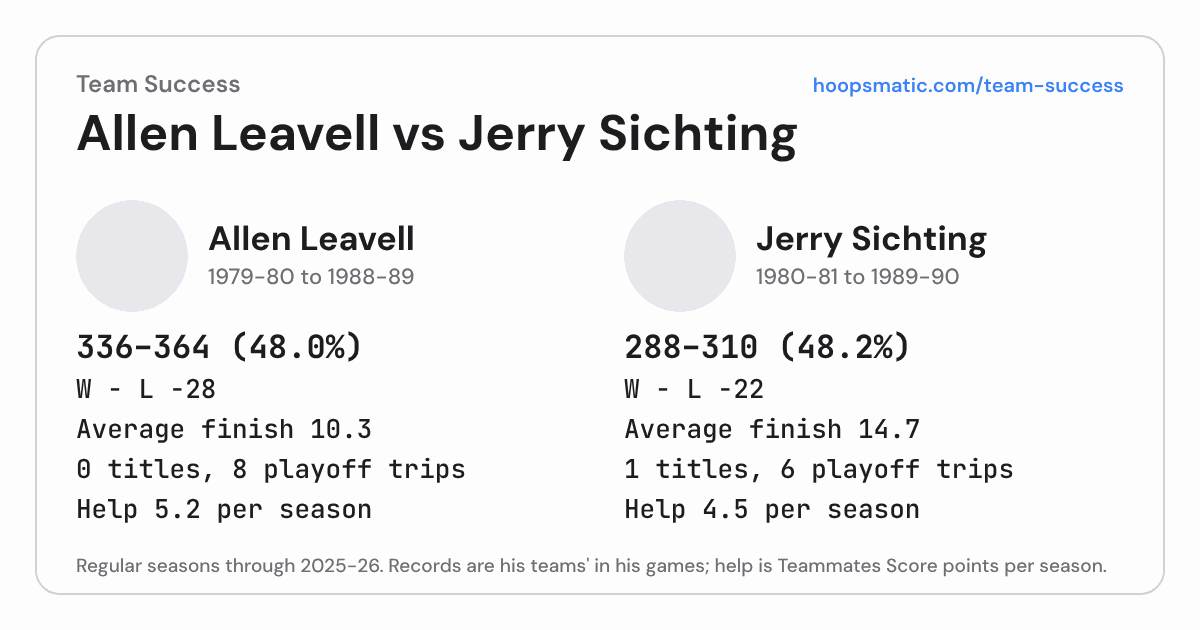 Team Success
hoopsmatic.com/team-success
Allen Leavell vs Jerry Sichting
Allen Leavell
1979-80 to 1988-89
336-364 (48.0%)
W - L -28
Average finish 10.3
0 titles, 8 playoff trips
Help 5.2 per season
Jerry Sichting
1980-81 to 1989-90
288-310 (48.2%)
W - L -22
Average finish 14.7
1 titles, 6 playoff trips
Help 4.5 per season
Regular seasons through 2025-26. Records are his teams' in his games; help is Teammates Score points per season.